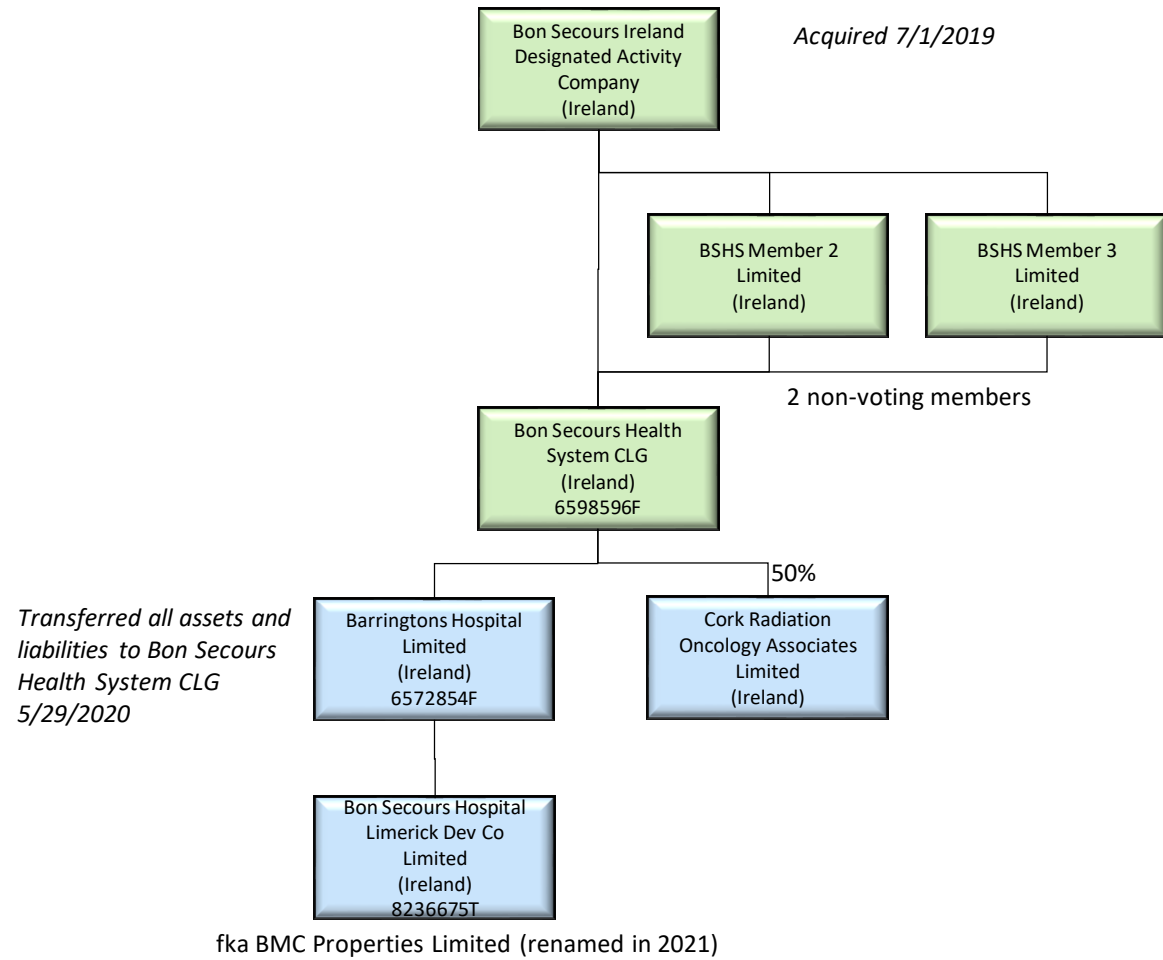 Bon Secours Ireland
Designated Activity
Company
(Ireland)
Acquired 7/1/2019
BSHS Member 2
Limited
(Ireland)
BSHS Member 3
Limited
(Ireland)
2 non-voting members
Bon Secours Health
System CLG
(Ireland)
6598596F
50%
Transferred all assets and
liabilities to Bon Secours
Health System CLG
5/29/2020
Barringtons Hospital
Limited
(Ireland)
6572854F
Cork Radiation
Oncology Associates
Limited
(Ireland)
Bon Secours Hospital
Limerick Dev Co
Limited
(Ireland)
8236675T
fka BMC Properties Limited (renamed in 2021)